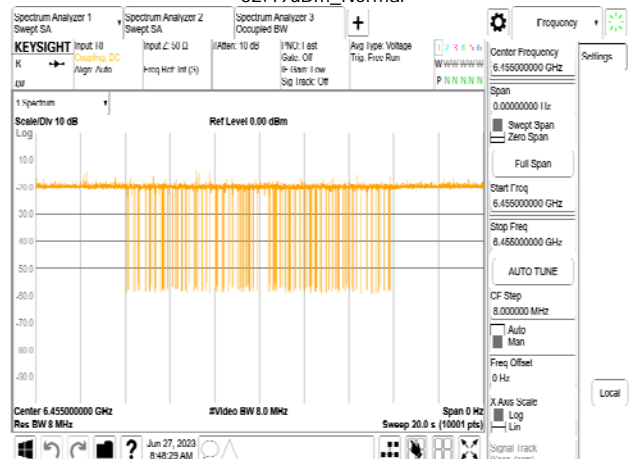 Spectrum Analyzer 1
Swept SA
Spectrum Analyzer 2
Swept SA
Spectrum Analyzer 3
Occupied BW
+
Frequency
KEYSIGHT
Input: RF
Coupling: DC
Align: Auto
Input Z: 50 Ω
Freq Ref: Int (S)
#Atten: 10 dB
PNO: Fast
Gate: Off
IF Gain: Low
Sig Track: Off
Avg Type: Voltage
Trig: Free Run
1 2 3 4 5 6
W W W W W W
P N N N N N
1 Spectrum
Scale/Div 10 dB
Ref Level 0.00 dBm
Log
10.0
-20.0
-30.0
-40.0
50.0
-60.0
-70.0
-80.0
-90.0
Center 6.455000000 GHz
Res BW 8 MHz
#Video BW 8.0 MHz
Span 0 Hz
Sweep 20.0 s (10001 pts)
Jun 27, 2023
8:48:29 AM
Center Frequency
6.455000000 GHz
Span
0.00000000 Hz
Swept Span
Zero Span
Full Span
Start Freq
6.455000000 GHz
Stop Freq
6.455000000 GHz
AUTO TUNE
CF Step
8.000000 MHz
Auto
Man
Freq Offset
0 Hz
X Axis Scale
Log
Lin
Signal Track
Settings
Local